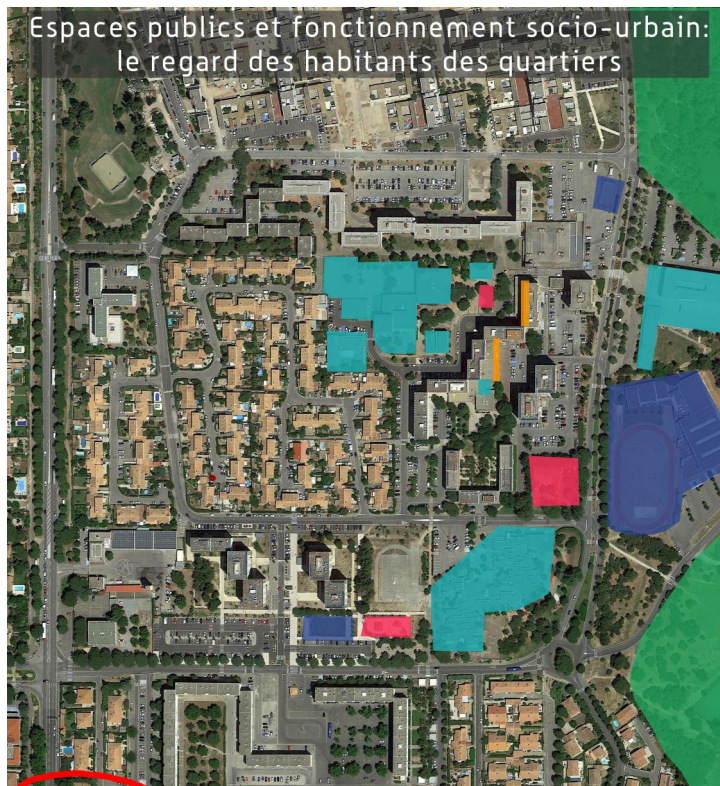 Espaces publics et fonctionnement socio-urbain:
le regard des habitants des quartiers